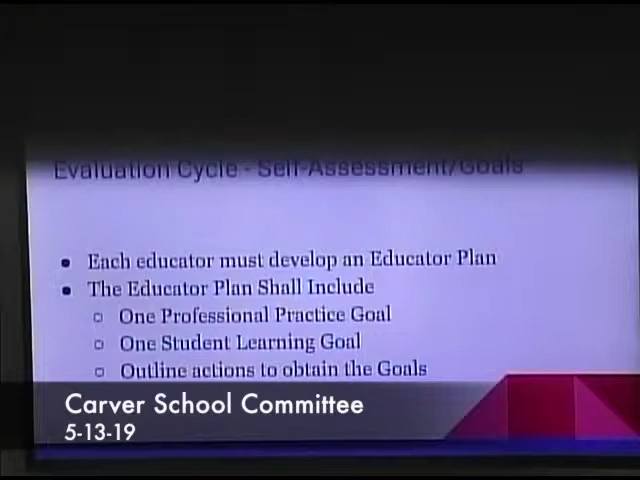 Evaluation Cycle - Self-Assessment/Goals
• Each educator must develop an Educator Plan
• The Educator Plan Shall Include
○ One Professional Practice Goal
○ One Student Learning Goal
○ Outline actions to obtain the Goals
Carver School Committee
5-13-19